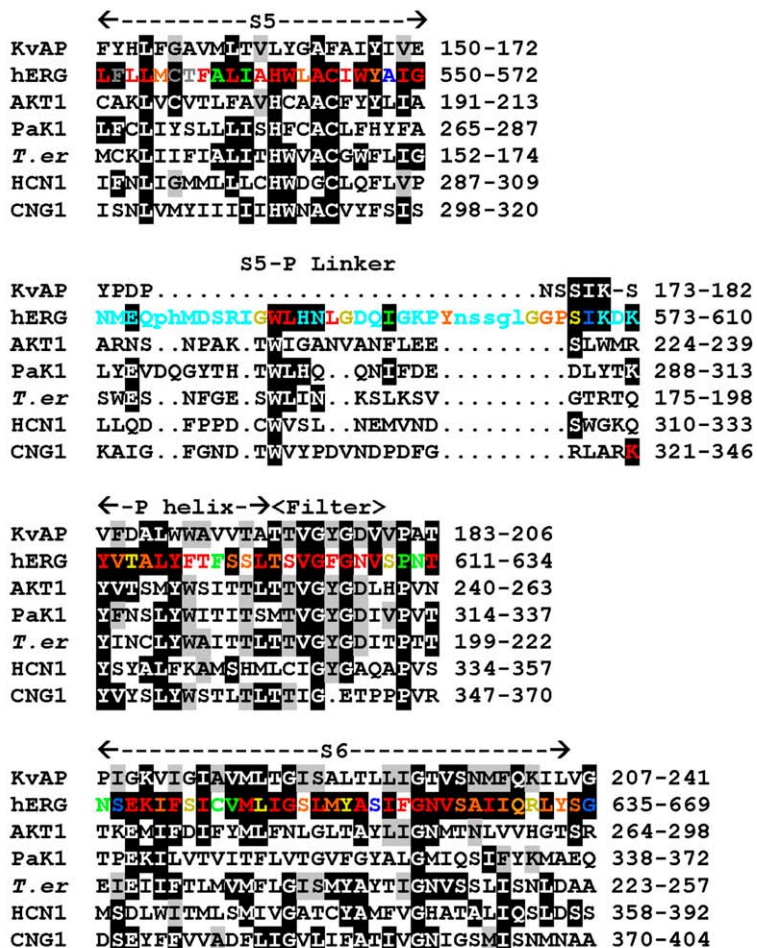 ←---------S5---------→
KvAP FYHLFGAVMLTVLYGAFAIYIVE 150-172
hERG LFLLMCTFALIAHWLACIWYAIG 550-572
AKT1 CAKLVCVTLFAVHCAACFYYLIA 191-213
PaK1 LFCLIYSLLLISHFCACLFHYFA 265-287
T.er MCKLIIFIALITHWVACGWFLIG 152-174
HCN1 IFNLIGMMLLLCHWDGCLQFLVP 287-309
CNG1 ISNLVMYIIIIIHWNACVYFSIS 298-320
S5-P Linker
KvAP YPDP...........................NSSIK-S 173-182
hERG NMEQphMDSRIGWLHNLGDQIGKPYnssglGGPSIKDK 573-610
AKT1 ARNS..NPAK.TWIGANVANFLEE.........SLWMR 224-239
PaK1 LYEVDQGYTH.TWLHQ..QNIFDE.........DLYTK 288-313
T.er SWES..NFGE.SWLIN..KSLKSV.........GTRTQ 175-198
HCN1 LLQD..FPPD.CWVSL..NEMVND.........SWGKQ 310-333
CNG1 KAIG..FGND.TWVYPDVNDPDFG.........RLARK 321-346
←-P helix-→<Filter>
KvAP VFDALWWAVVTATTVGYGDVVPAT 183-206
hERG YVTALYFTFSSLTSVGFGNVSPNT 611-634
AKT1 YVTSMYWSITTLTTVGYGDLHPVN 240-263
PaK1 YFNSLYWITITSMTVGYGDIVPVT 314-337
T.er YINCLYWAITTLTTVGYGDITPTT 199-222
HCN1 YSYALFKAMSHMLCIGYGAQAPVS 334-357
CNG1 YVYSLYWSTLTLTTIG.ETPPPVR 347-370
←--------------S6--------------→
KvAP PIGKVIGIAVMLTGISALTLLIGTVSNMFQKILVG 207-241
hERG NSEKIFSICVMLIGSLMYASIFGNVSAIIQRLYSG 635-669
AKT1 TKEMIFDIFYMLFNLGLTAYLIGNMTNLVVHGTSR 264-298
PaK1 TPEKILVTVITFLVTGVFGYALGMIQSIFYKMAEQ 338-372
T.er EIEIIFTLMVMFLGISMYAYTIGNVSSLISNLDAA 223-257
HCN1 MSDLWITMLSMIVGATCYAMFVGHATALIQSLDSS 358-392
CNG1 DSEYFFVVADFLIGVLIFATIVGNIGSMISNMNAA 370-404